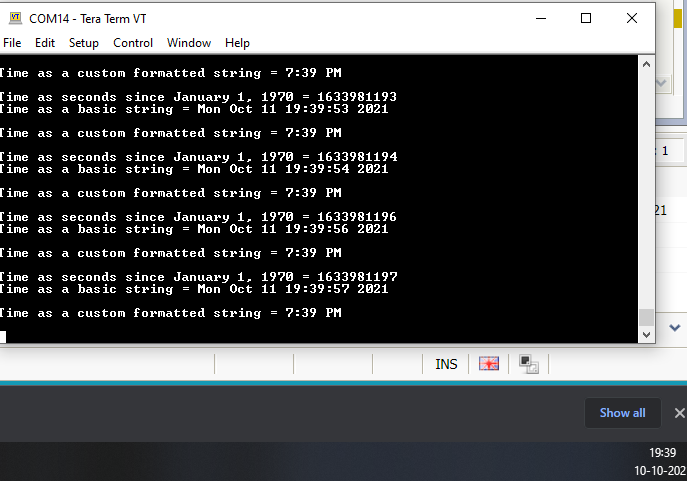 COM14 - Tera Term VT
File Edit Setup Control Window Help
Time as a custom formatted string = 7:39 PM
Time as seconds since January 1, 1970 = 1633981193
Time as a basic string = Mon Oct 11 19:39:53 2021
Time as a custom formatted string = 7:39 PM
Time as seconds since January 1, 1970 = 1633981194
Time as a basic string = Mon Oct 11 19:39:54 2021
Time as a custom formatted string = 7:39 PM
Time as seconds since January 1, 1970 = 1633981196
Time as a basic string = Mon Oct 11 19:39:56 2021
Time as a custom formatted string = 7:39 PM
Time as seconds since January 1, 1970 = 1633981197
Time as a basic string = Mon Oct 11 19:39:57 2021
Time as a custom formatted string = 7:39 PM
: 1
21
INS
Show all
19:39
10-10-202